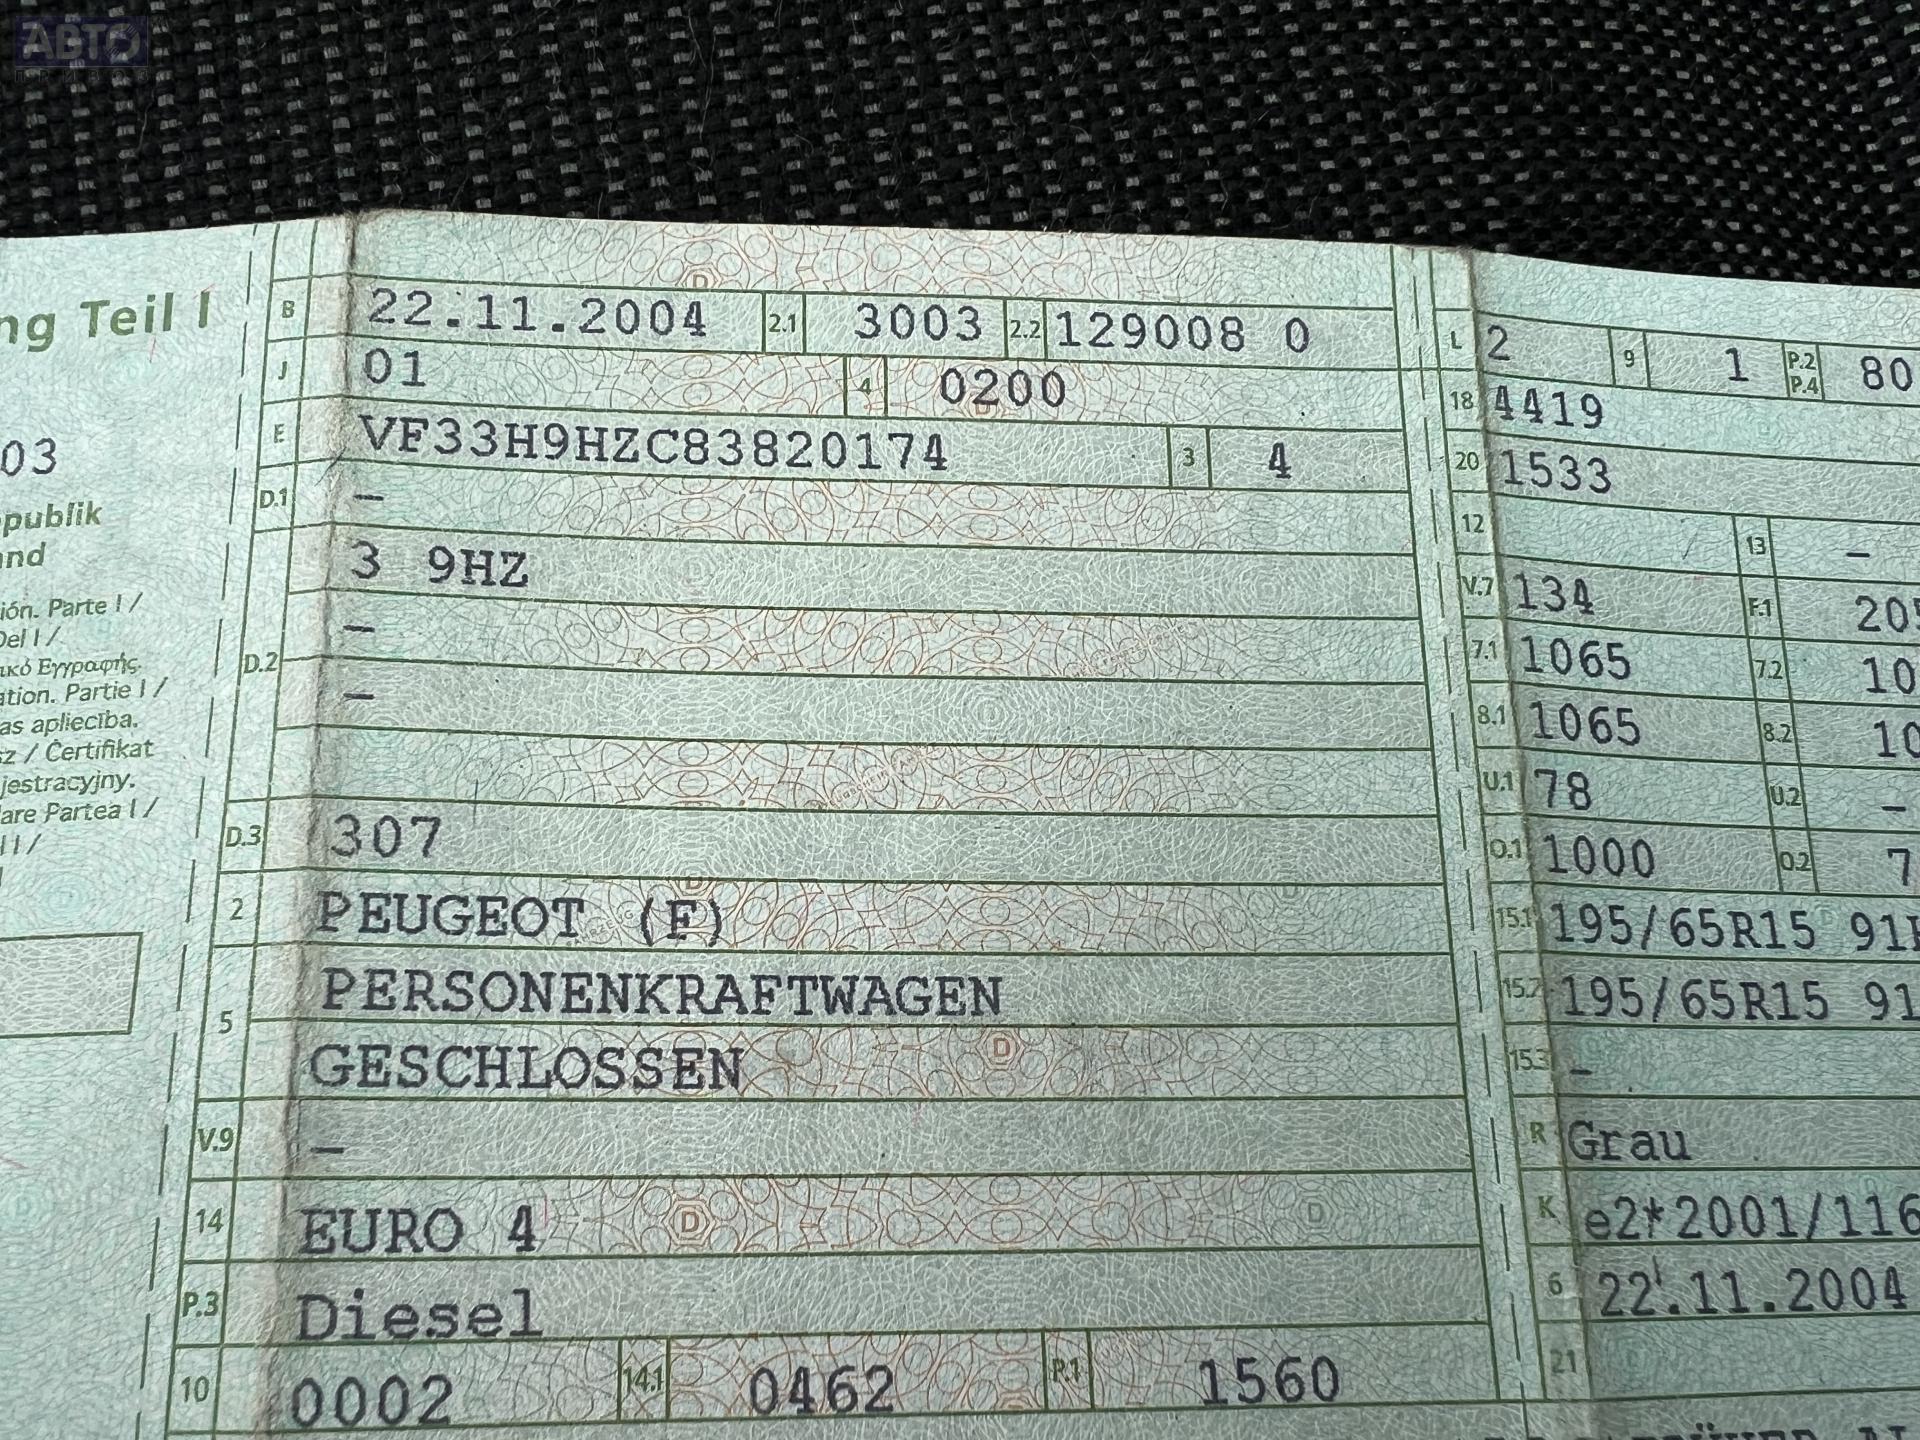 АВТО
ПРИВОЗ
ng Teil I
03
publik
and
ión. Parte I /
Del I /
ικό Εγγραφής.
ation. Partie I /
as apliecība.
sz / Certifikat
jestracyjny.
lare Partea I /
I I /
B 22.11.2004 2.1 3003 2.2 129008 0
J 01 4 0200
E VF33H9HZC83820174 3 4
D.1 –
D.2 3 9HZ
–
–
D.3 307
2 PEUGEOT (F)
5 PERSONENKRAFTWAGEN
GESCHLOSSEN
V.9 –
14 EURO 4
P.3 Diesel
10 0002 14.1 0462 P.1 1560
L 2 9 1 P.2 P.4 80
18 4419
20 1533
12 13 –
V.7 134 F.1 205
7.1 1065 7.2 10
8.1 1065 8.2 10
U.1 78 U.2 –
O.1 1000 O.2 7
15.1 195/65R15 91H
15.2 195/65R15 91
15.3 –
R Grau
K e2*2001/116
6 22.11.2004
21